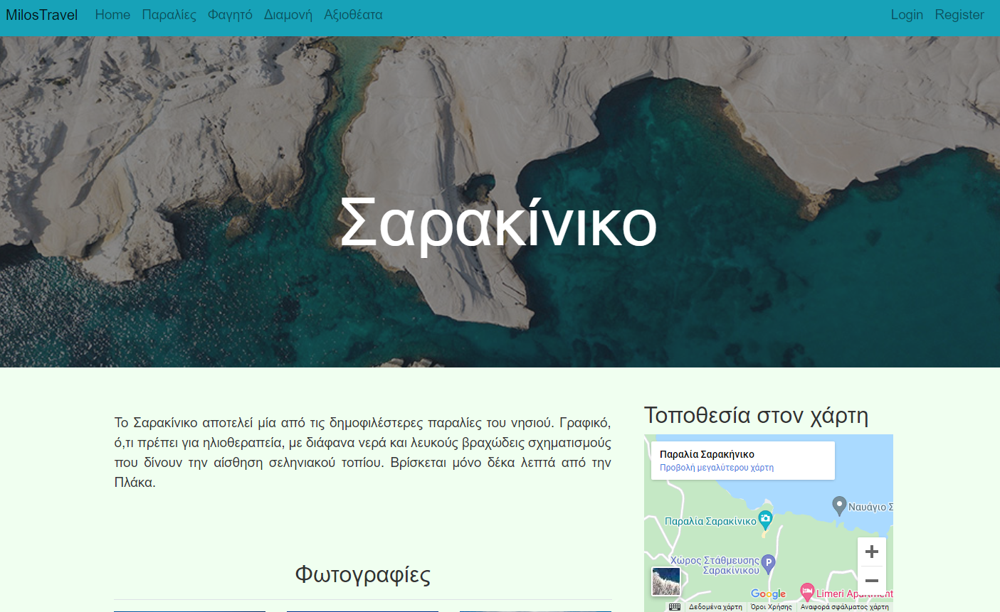 MilosTravel Home Παραλίες Φαγητό Διαμονή Αξιοθέατα Login Register
Σαρακίνικο
Το Σαρακίνικο αποτελεί μία από τις δημοφιλέστερες παραλίες του νησιού. Γραφικό,
ό,τι πρέπει για ηλιοθεραπεία, με διάφανα νερά και λευκούς βραχώδεις σχηματισμούς
που δίνουν την αίσθηση σεληνιακού τοπίου. Βρίσκεται μόνο δέκα λεπτά από την
Πλάκα.
Φωτογραφίες
Τοποθεσία στον χάρτη
Παραλία Σαρακήνικο
Προβολή μεγαλύτερου χάρτη
Ναυάγιο Σ
Παραλία Σαρακίνικο
Χώρος Στάθμευσης
Σαρακίνικου
P
Google
Limeri Apartment
Δεδομένα χάρτη Όροι Χρήσης Αναφορά σφάλματος χάρτη